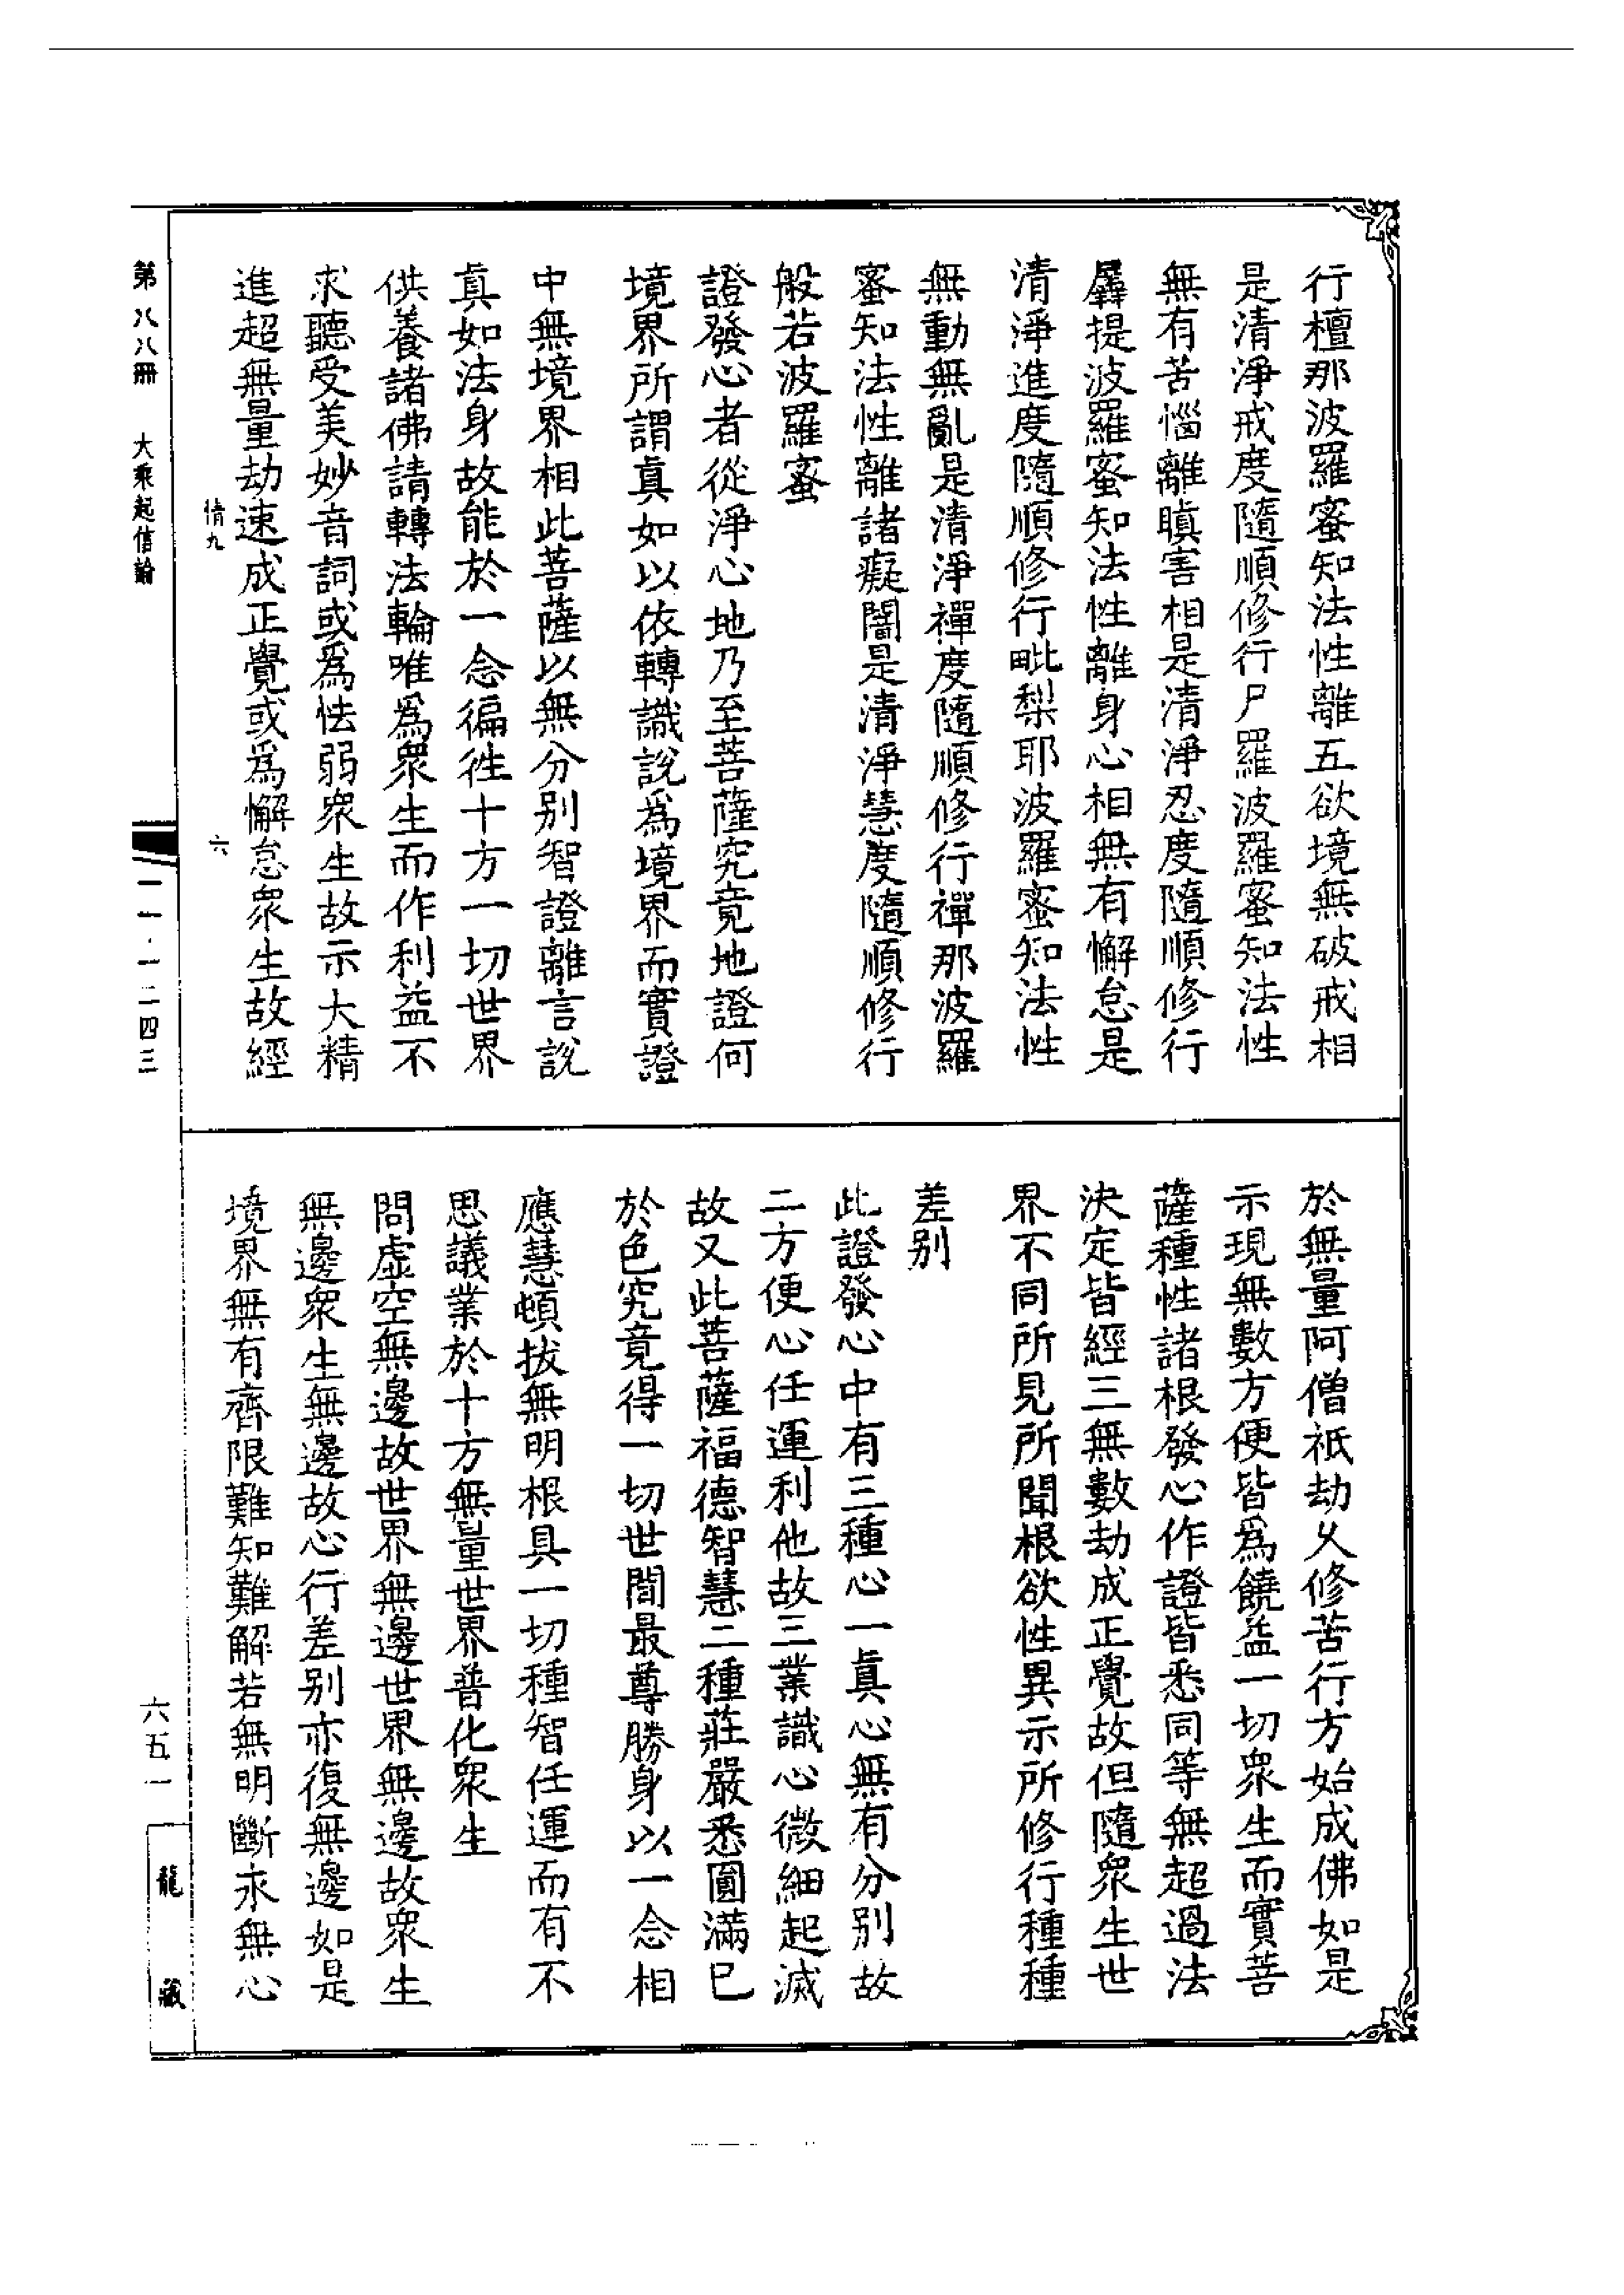 行檀那波羅蜜知法性離五欲境無破戒相
是清淨戒度隨順修行尸羅波羅蜜知法性
無有苦惱離瞋害相是清淨忍度隨順修行
羼提波羅蜜知法性離身心相無有懈怠是
清淨進度隨順修行毗梨耶波羅蜜知法性
無動無亂是清淨禪度隨順修行禪那波羅
蜜知法性離諸癡闇是清淨慧度隨順修行
般若波羅蜜
證發心者從淨心地乃至菩薩究竟地證何
境界所謂真如以依轉識說為境界而實證
中無境界相此菩薩以無分別智證離言說
真如法身故能於一念徧往十方一切世界
供養諸佛請轉法輪唯為眾生而作利益不
求聽受美妙音詞或為怯弱眾生故示大精
進超無量劫速成正覺或為懈怠眾生故經
於無量阿僧祇劫久修苦行方始成佛如是
示現無數方便皆為饒益一切眾生而實菩
薩種性諸根發心作證皆悉同等無超過法
決定皆經三無數劫成正覺故但隨眾生世
界不同所見所聞根欲性異示所修行種種
差別
此證發心中有三種心一真心無有分別故
二方便心任運利他故三業識心微細起滅
故又此菩薩福德智慧二種莊嚴悉圓滿已
於色究竟得一切世間最尊勝身以一念相
應慧頓拔無明根具一切種智任運而有不
思議業於十方無量世界普化眾生
問虛空無邊故世界無邊世界無邊故眾生
無邊眾生無邊故心行差別亦復無邊如是
境界無有齊限難知難解若無明斷永無心
情九
六
第八八冊 大乘起信論
一一·一二四三
六五一
龍藏